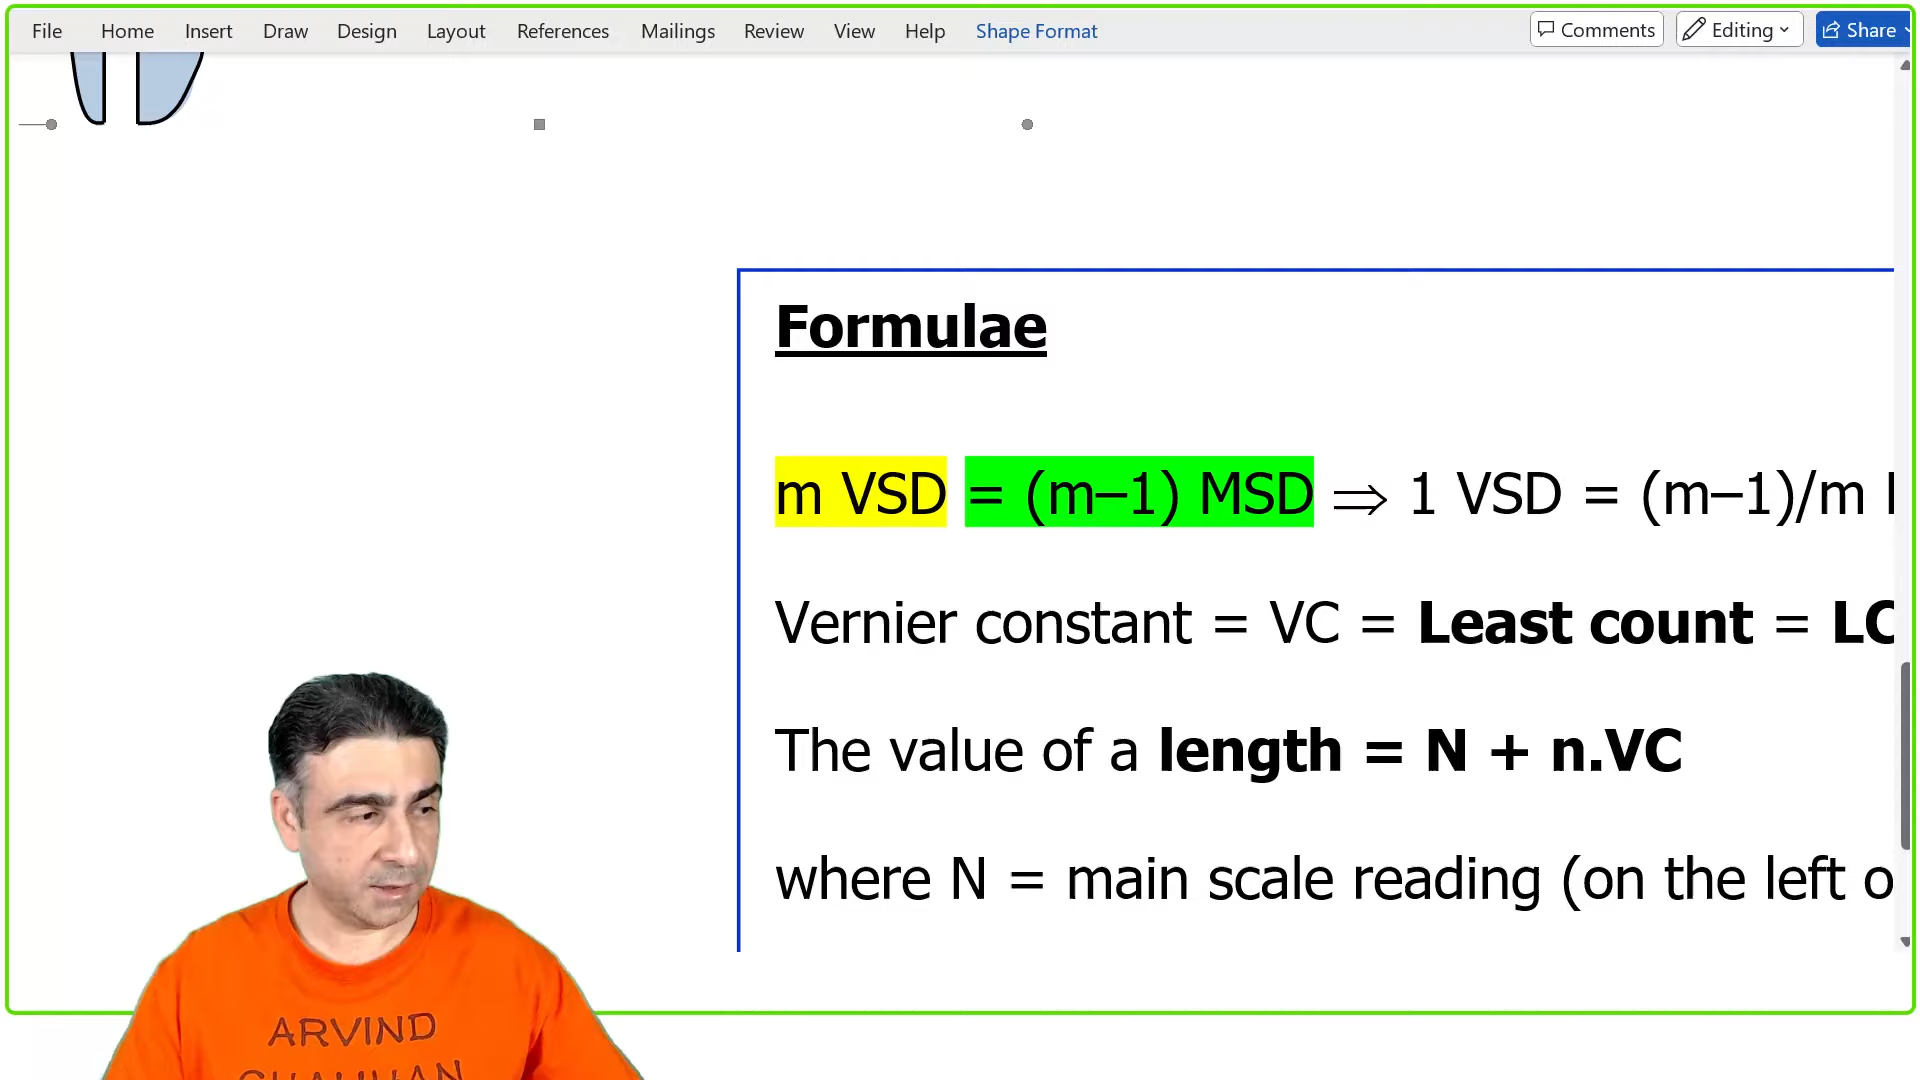 File Home Insert Draw Design Layout References Mailings Review View Help Shape Format Comments Editing Share
Formulae
m VSD = (m–1) MSD ⇒ 1 VSD = (m–1)/m
Vernier constant = VC = Least count = LC
The value of a length = N + n.VC
where N = main scale reading (on the left
ARVIND